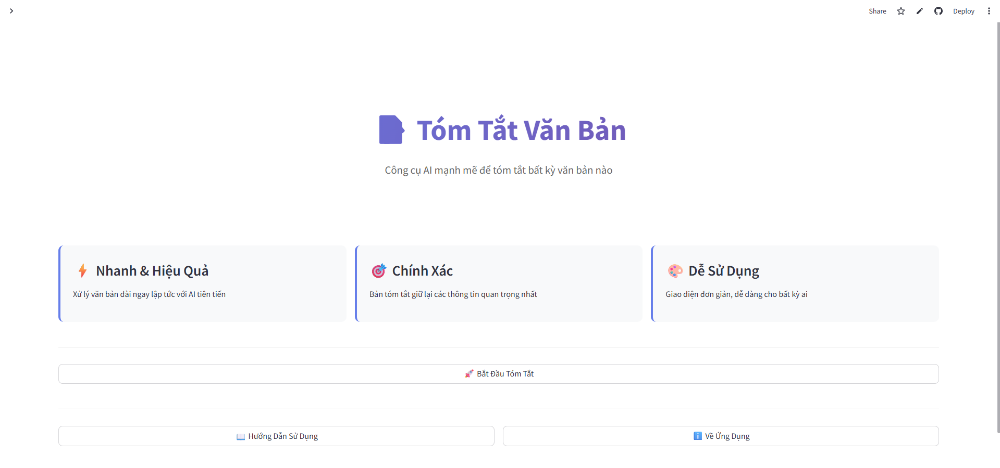 Share
Deploy
Tóm Tắt Văn Bản
Công cụ AI mạnh mẽ để tóm tắt bất kỳ văn bản nào
Nhanh & Hiệu Quả
Xử lý văn bản dài ngay lập tức với AI tiên tiến
Chính Xác
Bản tóm tắt giữ lại các thông tin quan trọng nhất
Dễ Sử Dụng
Giao diện đơn giản, dễ dàng cho bất kỳ ai
Bắt Đầu Tóm Tắt
Hướng Dẫn Sử Dụng
Về Ứng Dụng